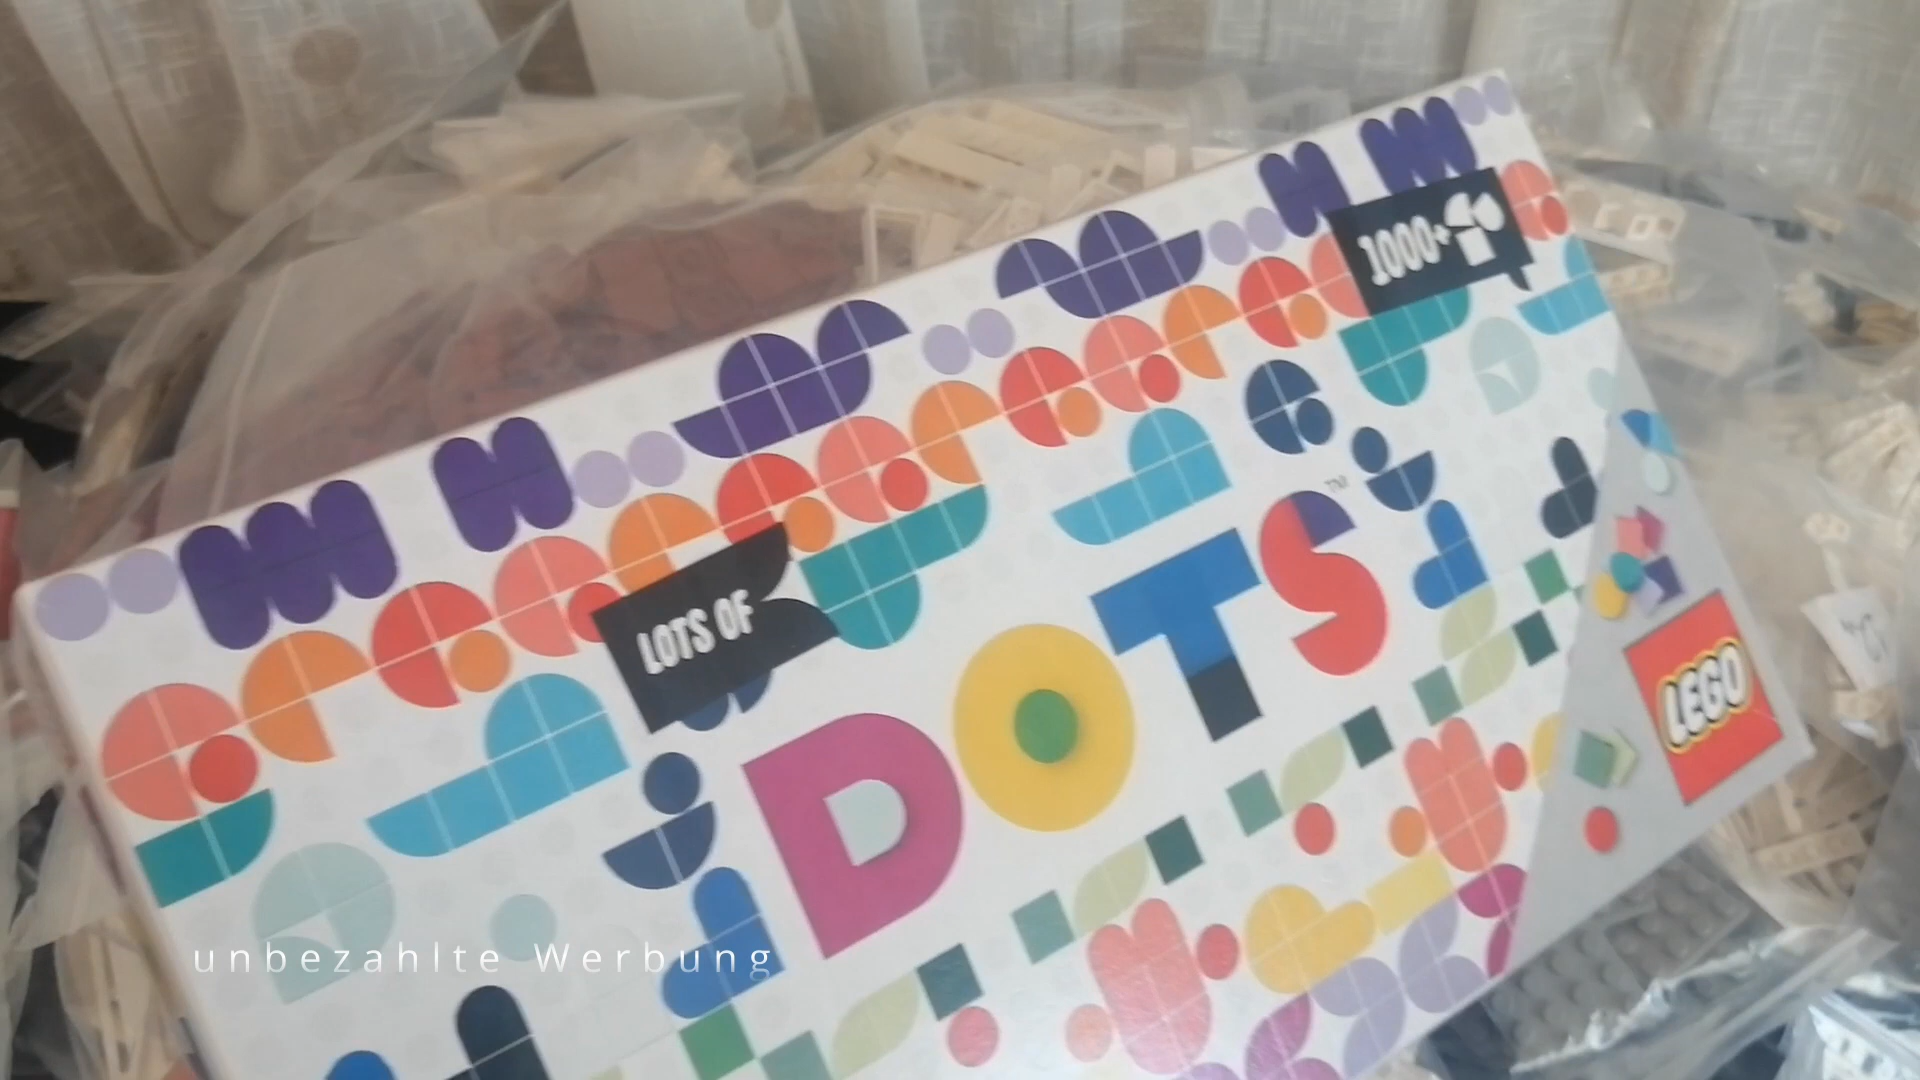 1000+
LOTS OF
DOTS™
LEGO
unbezahlte Werbung